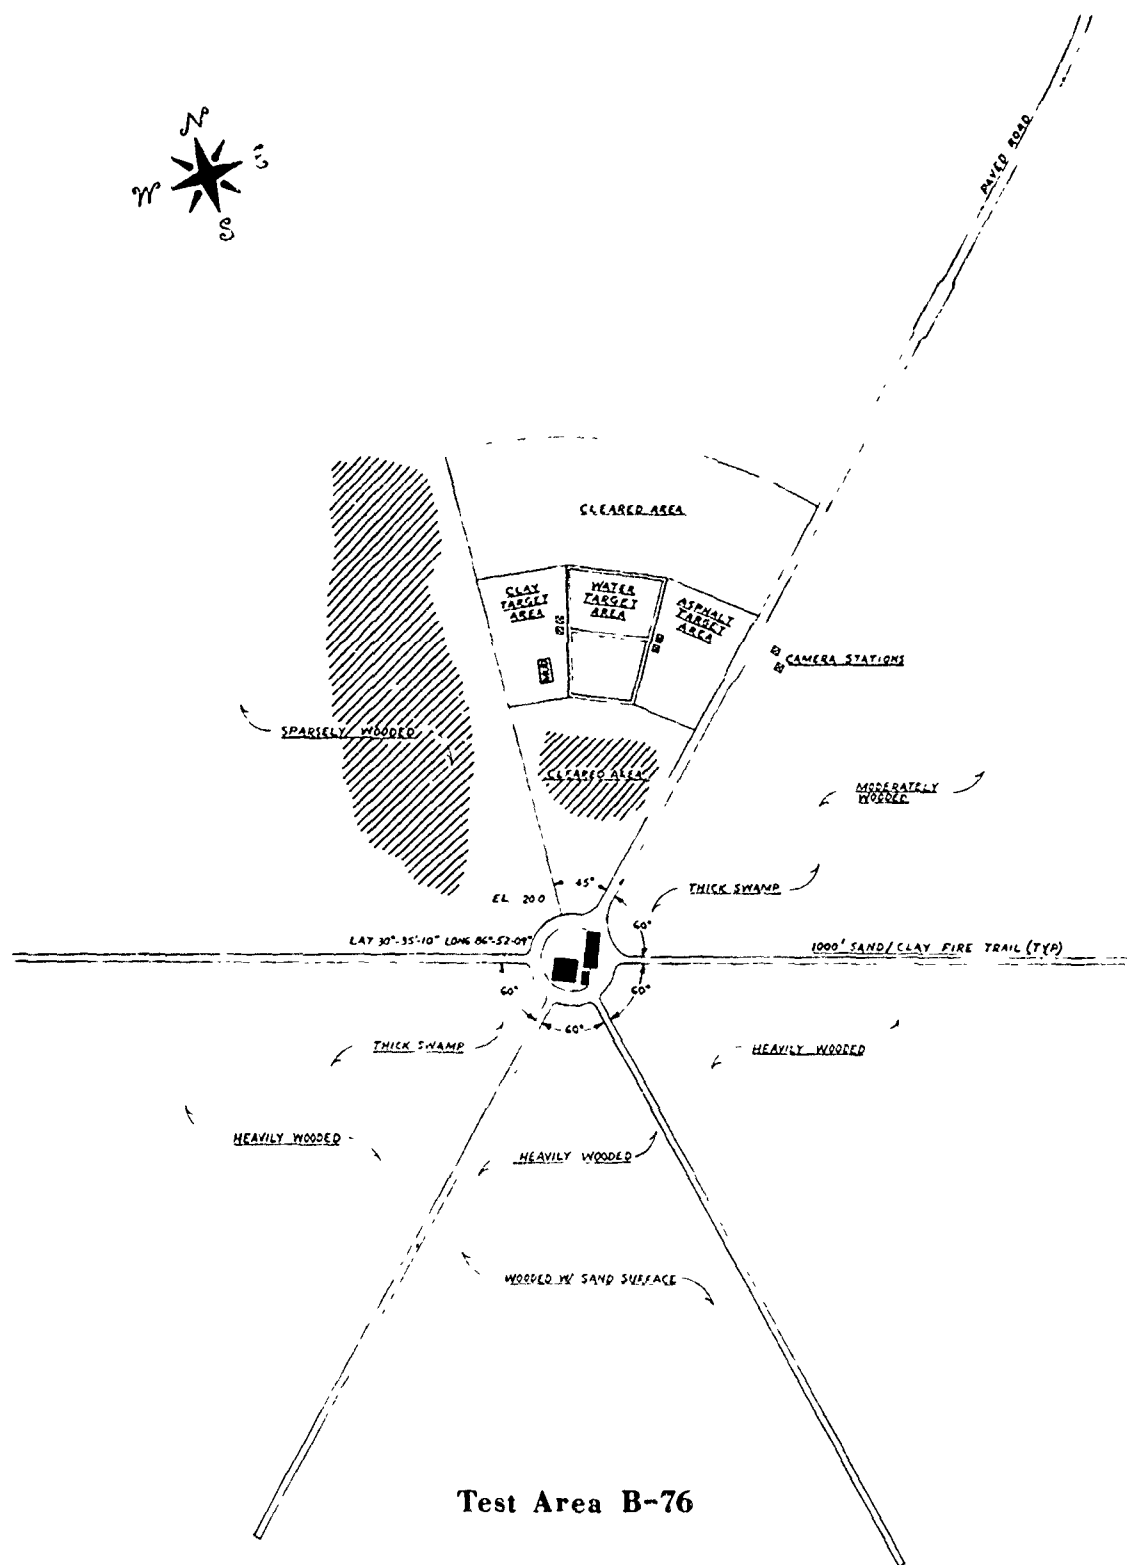 N
E
W
S
PAVED ROAD
CLEARED AREA
CLAY
TARGET
AREA
WATER
TARGET
AREA
ASPHALT
TARGET
AREA
CAMERA STATIONS
SPARSELY WOODED
CLEARED AREA
MODERATELY
WOODED
45°
EL 200
THICK SWAMP
60°
LAT 30°-35'-10" LONG 86°-52'-09"
1000' SAND/CLAY FIRE TRAIL (TYP)
60°
60°
60°
THICK SWAMP
HEAVILY WOODED
HEAVILY WOODED
HEAVILY WOODED
WOODED W/ SAND SURFACE
Test Area B-76